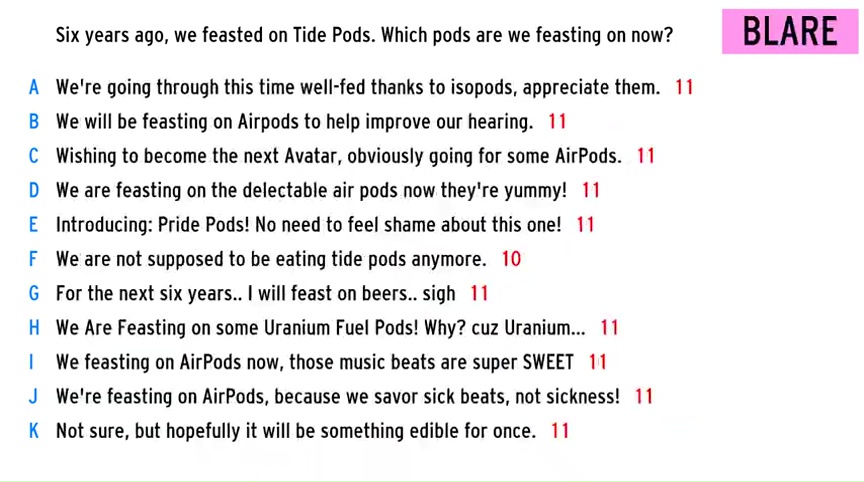 Six years ago, we feasted on Tide Pods. Which pods are we feasting on now?
BLARE
A We're going through this time well-fed thanks to isopods, appreciate them. 11
B We will be feasting on Airpods to help improve our hearing. 11
C Wishing to become the next Avatar, obviously going for some AirPods. 11
D We are feasting on the delectable air pods now they're yummy! 11
E Introducing: Pride Pods! No need to feel shame about this one! 11
F We are not supposed to be eating tide pods anymore. 10
G For the next six years.. I will feast on beers.. sigh 11
H We Are Feasting on some Uranium Fuel Pods! Why? cuz Uranium... 11
I We feasting on AirPods now, those music beats are super SWEET 11
J We're feasting on AirPods, because we savor sick beats, not sickness! 11
K Not sure, but hopefully it will be something edible for once. 11